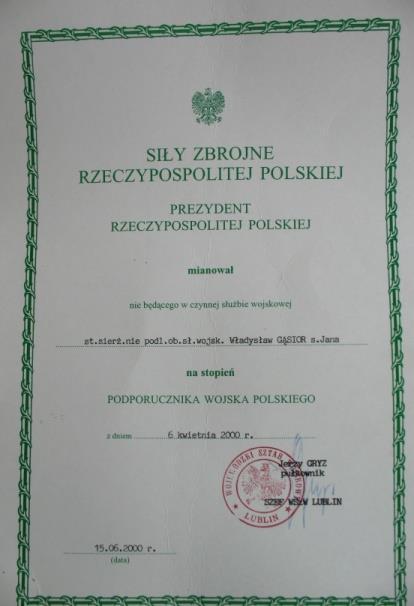 SIŁY ZBROJNE
RZECZYPOSPOLITEJ POLSKIEJ
PREZYDENT
RZECZYPOSPOLITEJ POLSKIEJ
mianował
nie będącego w czynnej służbie wojskowej
st.sierż.nie podl.ob.sł.wojsk. Władysław GĄSIOR s.Jana
na stopień
PODPORUCZNIKA WOJSKA POLSKIEGO
z dniem 6 kwietnia 2000 r.
Jerzy GRYZ
pułkownik
WOJEWÓDZKI SZTAB
LUBLIN
SZEF WSzW LUBLIN
15.06.2000 r.
(data)